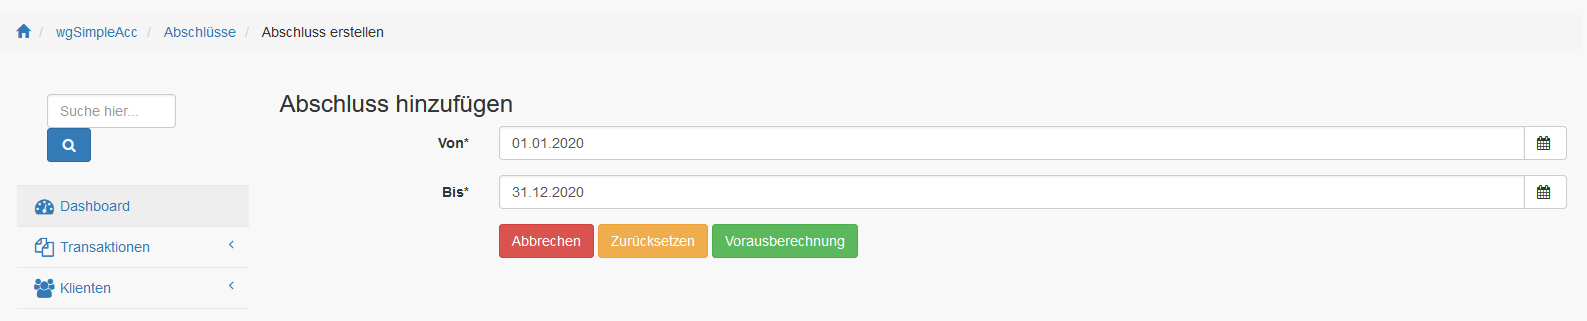 wgSimpleAcc / Abschlüsse / Abschluss erstellen
Suche hier...
Dashboard
Transaktionen
Klienten
Abschluss hinzufügen
Von* 01.01.2020
Bis* 31.12.2020
Abbrechen Zurücksetzen Vorausberechnung